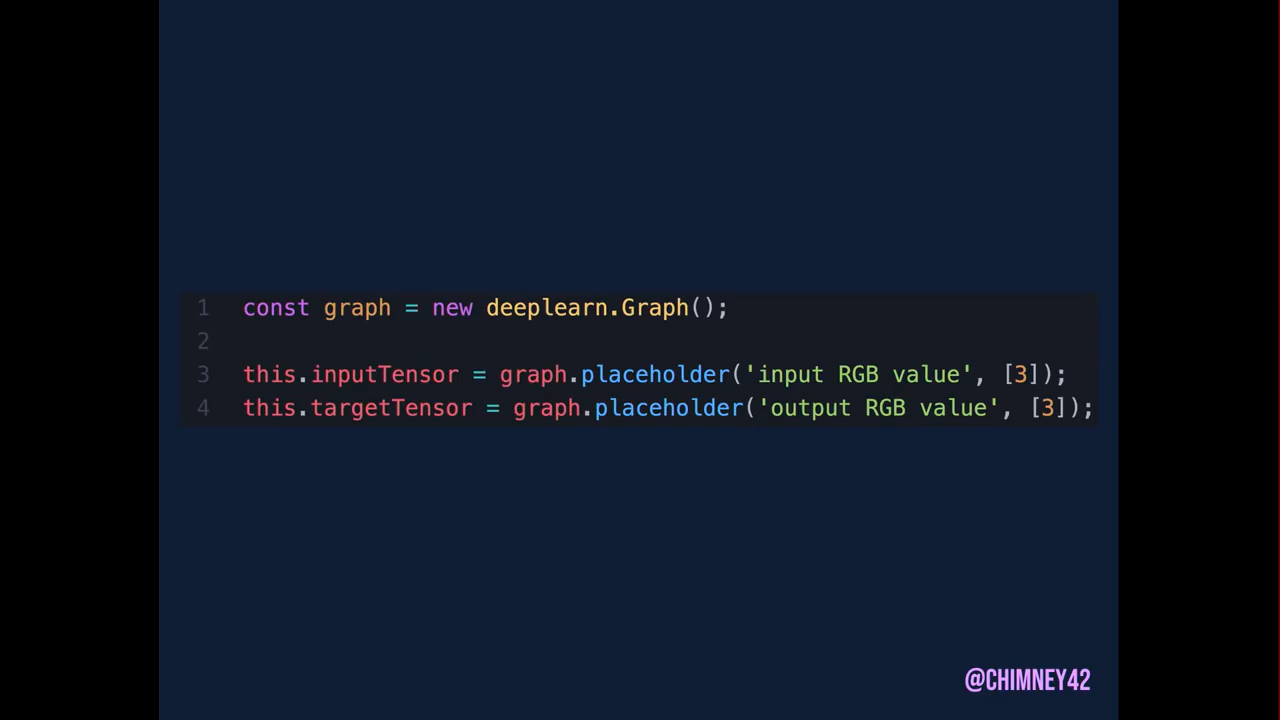 1 const graph = new deeplearn.Graph();
2
3 this.inputTensor = graph.placeholder('input RGB value', [3]);
4 this.targetTensor = graph.placeholder('output RGB value', [3]);
@CHIMNEY42